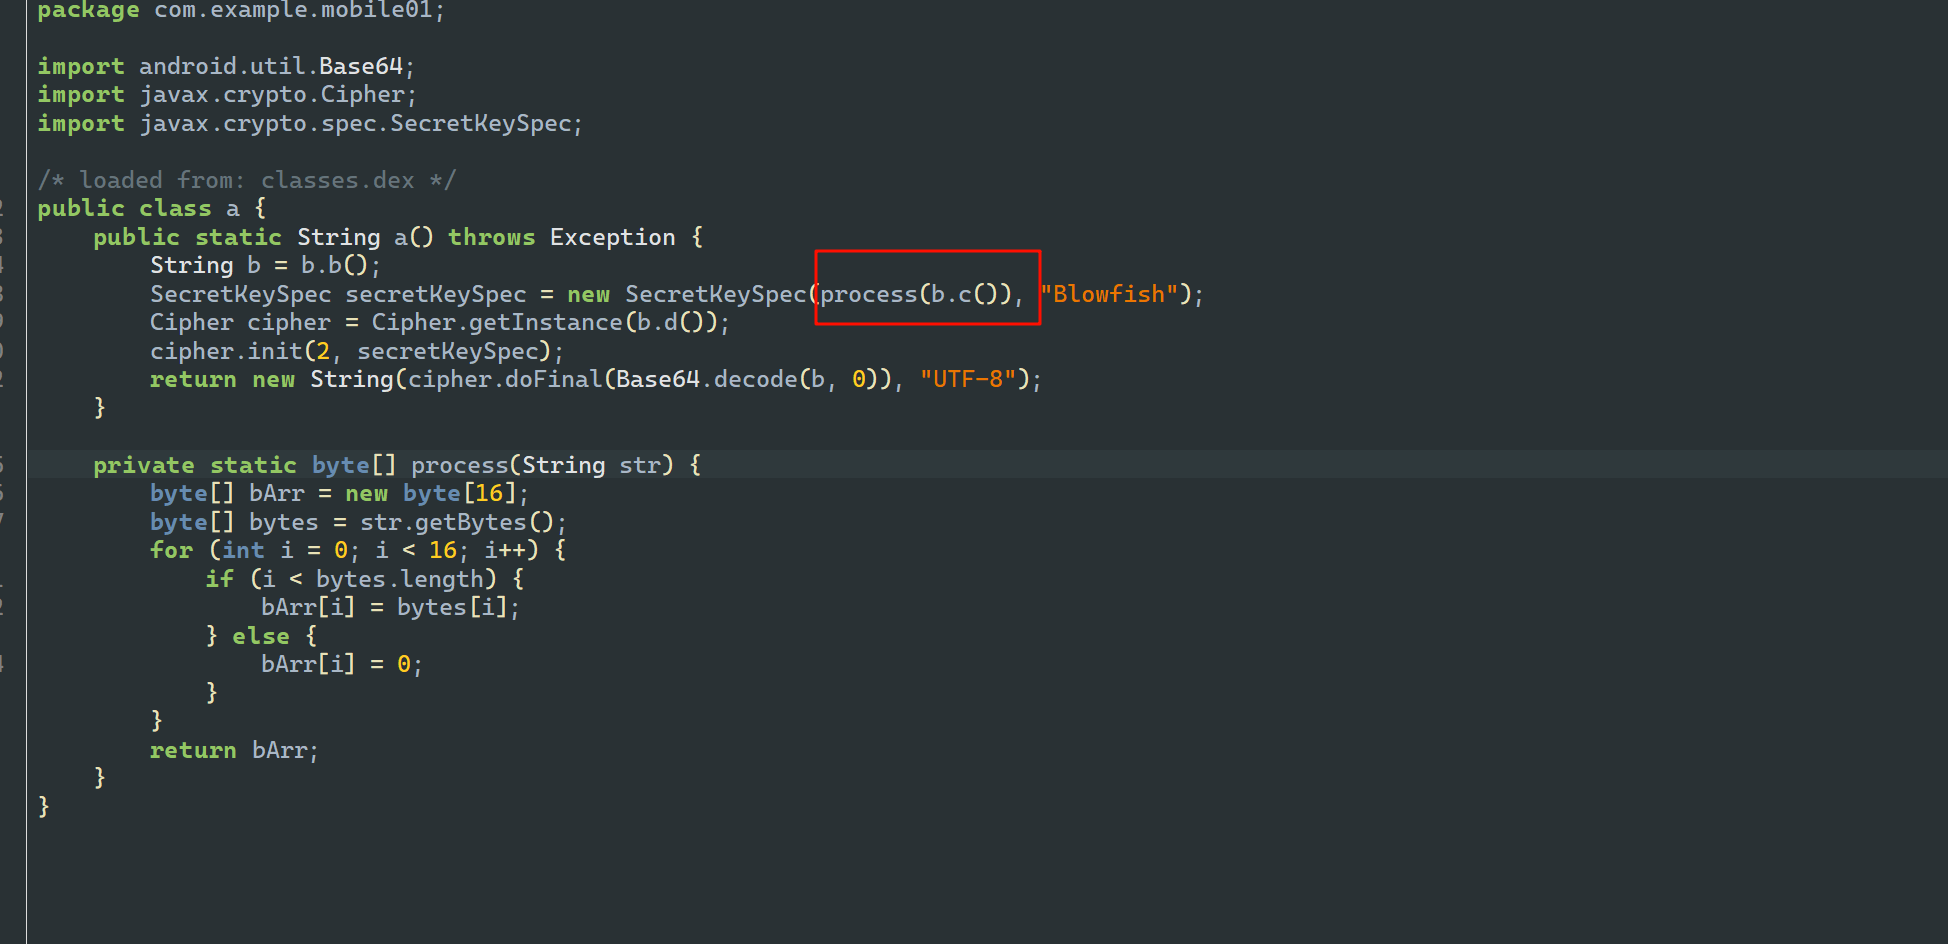 package com.example.mobile01;
import android.util.Base64;
import javax.crypto.Cipher;
import javax.crypto.spec.SecretKeySpec;
/* loaded from: classes.dex */
public class a {
public static String a() throws Exception {
String b = b.b();
SecretKeySpec secretKeySpec = new SecretKeySpec(process(b.c()), "Blowfish");
Cipher cipher = Cipher.getInstance(b.d());
cipher.init(2, secretKeySpec);
return new String(cipher.doFinal(Base64.decode(b, 0)), "UTF-8");
}
private static byte[] process(String str) {
byte[] bArr = new byte[16];
byte[] bytes = str.getBytes();
for (int i = 0; i < 16; i++) {
if (i < bytes.length) {
bArr[i] = bytes[i];
} else {
bArr[i] = 0;
}
}
return bArr;
}
}